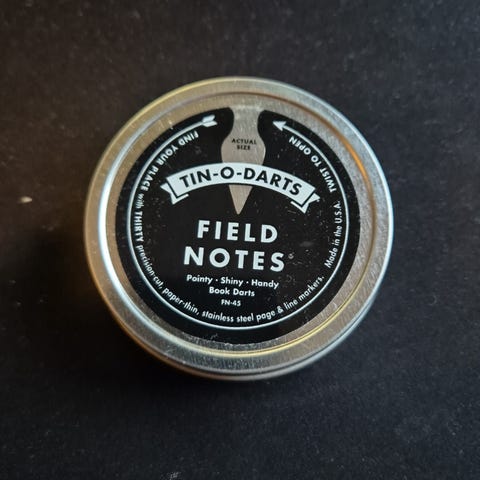 ACTUAL
SIZE
TIN-O-DARTS
FIELD
NOTES
Pointy · Shiny · Handy
Book Darts
FN-45
FIND YOUR PLACE with THIRTY precision-cut, paper-thin, stainless steel page & line markers. Made in the U.S.A. TWIST TO OPEN